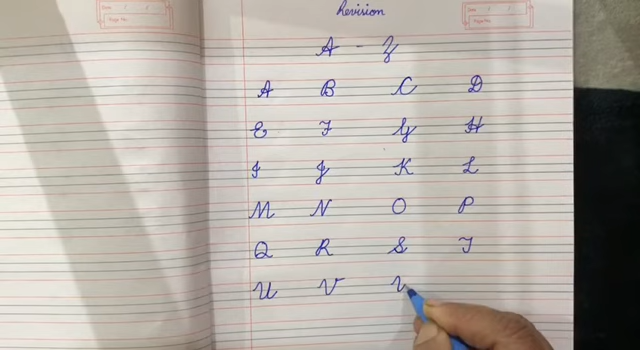 Revision
A - Z
A B C D
E F G H
I J K L
M N O P
Q R S T
U V